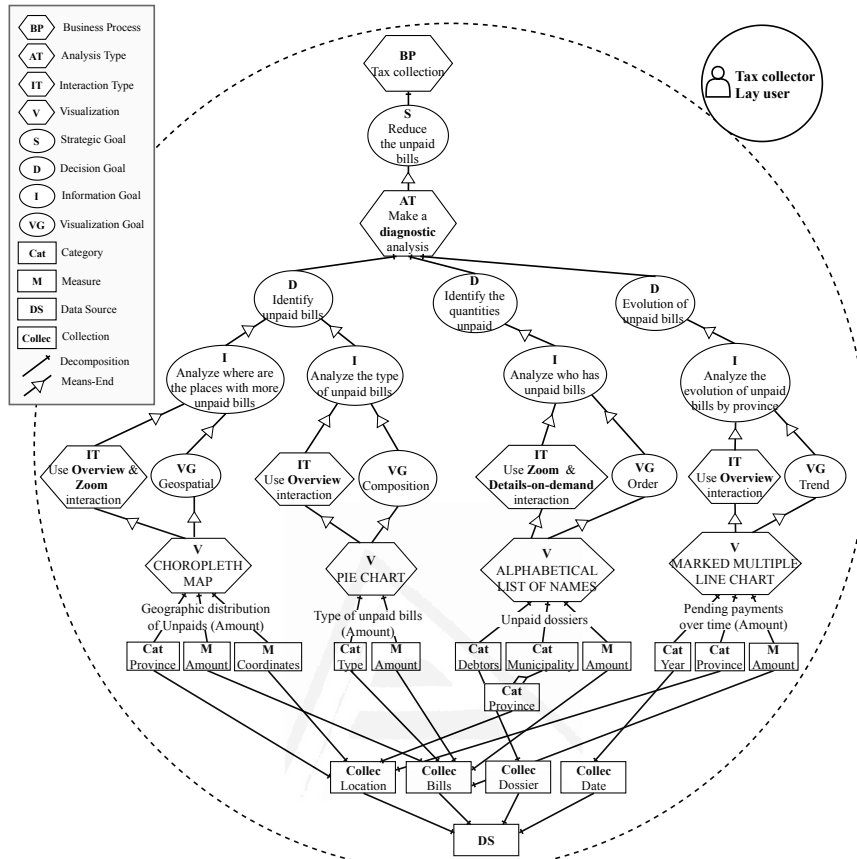 BP Business Process
AT Analysis Type
IT Interaction Type
V Visualization
S Strategic Goal
D Decision Goal
I Information Goal
VG Visualization Goal
Cat Category
M Measure
DS Data Source
Collec Collection
Decomposition
Means-End
Tax collector
Lay user
BP
Tax collection
S
Reduce
the unpaid
bills
AT
Make a
diagnostic
analysis
D
Identify
unpaid bills
D
Identify the
quantities
unpaid
D
Evolution of
unpaid bills
I
Analyze where are
the places with more
unpaid bills
I
Analyze the type
of unpaid bills
I
Analyze who has
unpaid bills
I
Analyze the
evolution of unpaid
bills by province
IT
Use Overview &
Zoom
interaction
VG
Geospatial
IT
Use Overview
interaction
VG
Composition
IT
Use Zoom &
Details-on-demand
interaction
VG
Order
IT
Use Overview
interaction
VG
Trend
V
CHOROPLETH
MAP
V
PIE CHART
V
ALPHABETICAL
LIST OF NAMES
V
MARKED MULTIPLE
LINE CHART
Geographic distribution
of Unpaids (Amount)
Type of unpaid bills
(Amount)
Unpaid dossiers
Pending payments
over time (Amount)
Cat
Province
M
Amount
M
Coordinates
Cat
Type
M
Amount
Cat
Debtors
Cat
Municipality
M
Amount
Cat
Province
Cat
Year
Cat
Province
M
Amount
Collec
Location
Collec
Bills
Collec
Dossier
Collec
Date
DS